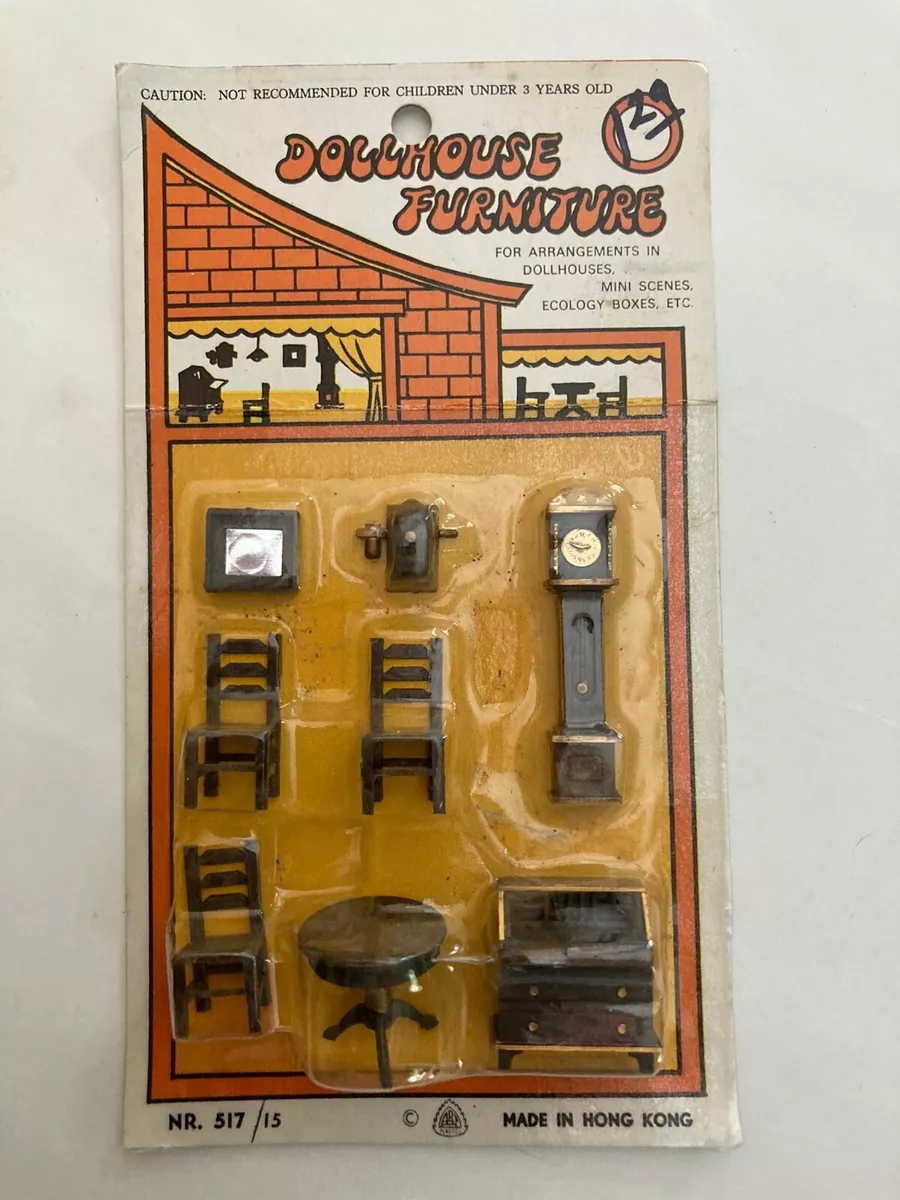 CAUTION: NOT RECOMMENDED FOR CHILDREN UNDER 3 YEARS OLD
129
DOLLHOUSE
FURNITURE
FOR ARRANGEMENTS IN
DOLLHOUSES,
MINI SCENES,
ECOLOGY BOXES, ETC.
NR. 517/15
© MADE IN HONG KONG